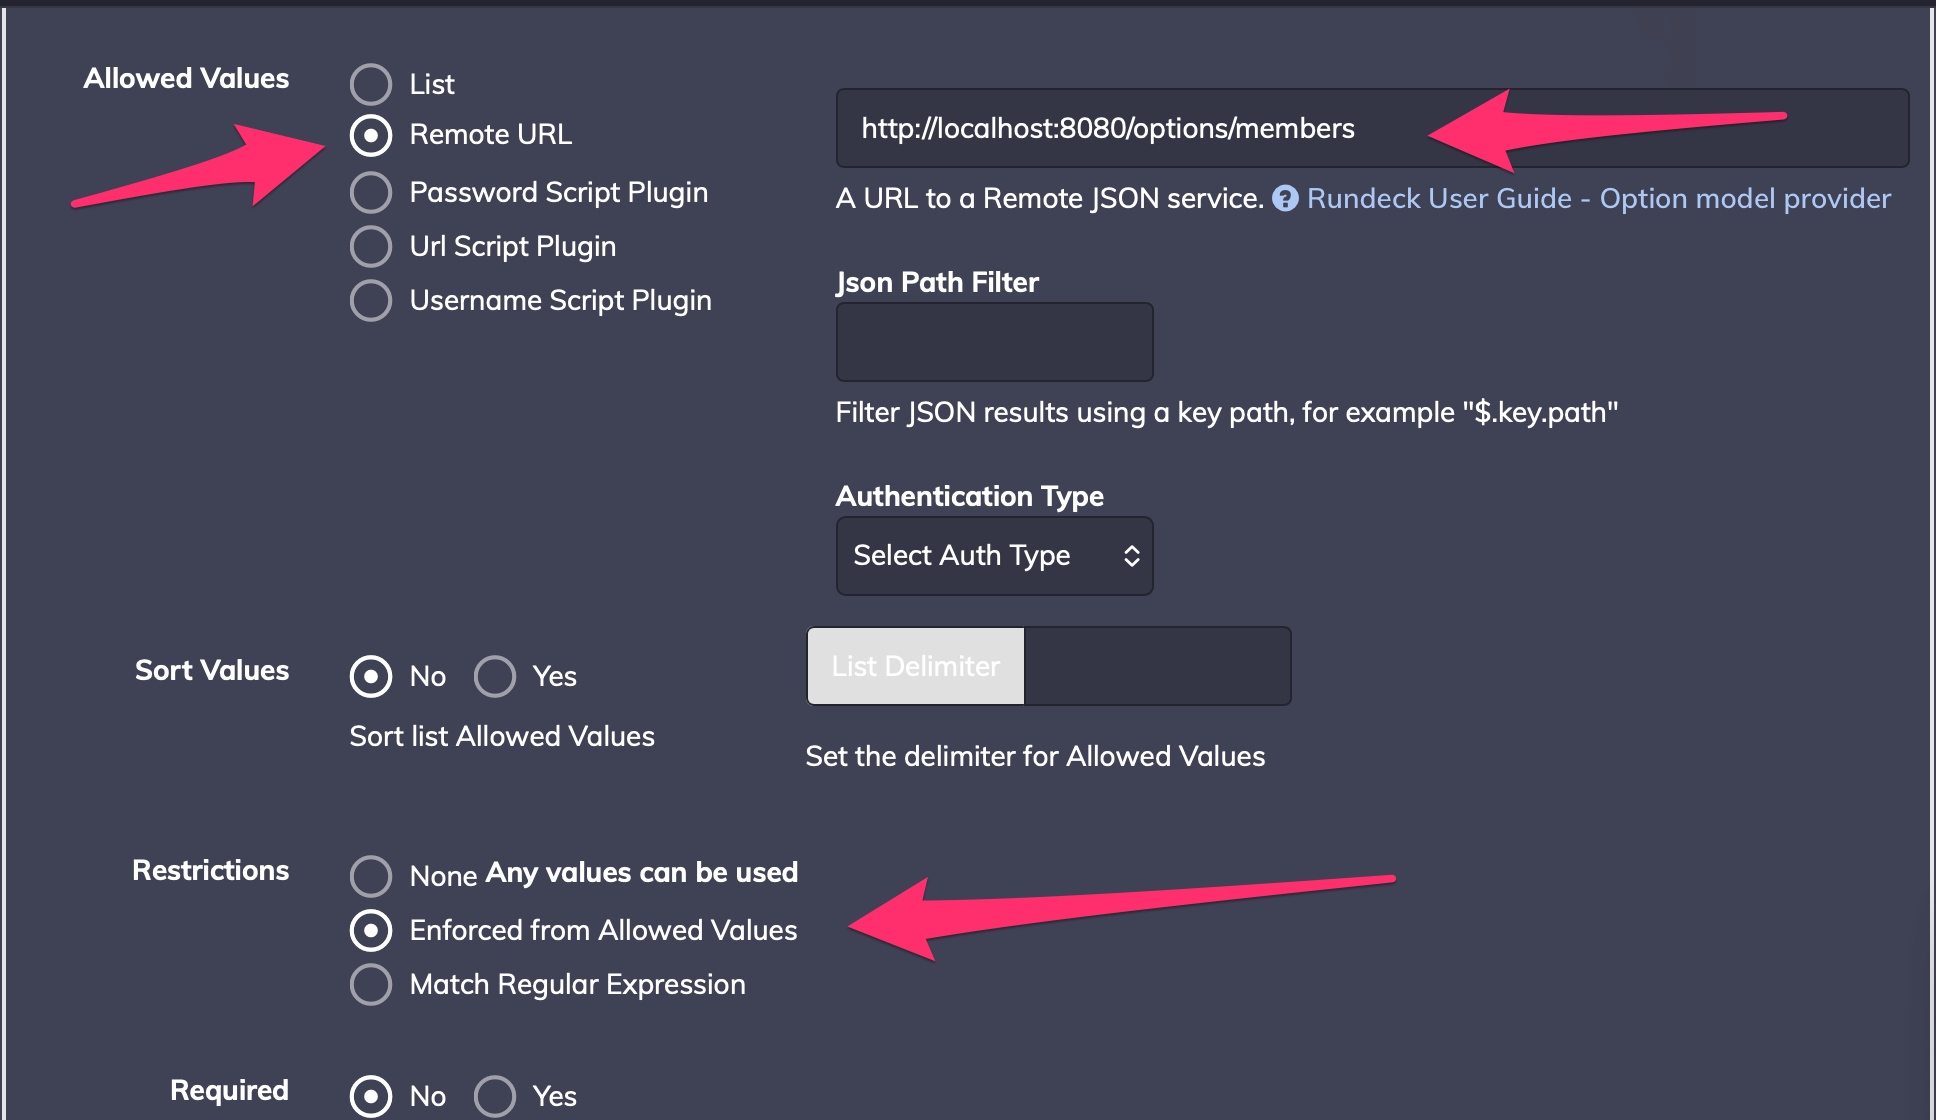 Allowed Values
List
Remote URL
Password Script Plugin
Url Script Plugin
Username Script Plugin
http://localhost:8080/options/members
A URL to a Remote JSON service. ? Rundeck User Guide - Option model provider
Json Path Filter
Filter JSON results using a key path, for example "$.key.path"
Authentication Type
Select Auth Type
Sort Values
No Yes
Sort list Allowed Values
List Delimiter
Set the delimiter for Allowed Values
Restrictions
None Any values can be used
Enforced from Allowed Values
Match Regular Expression
Required
No Yes